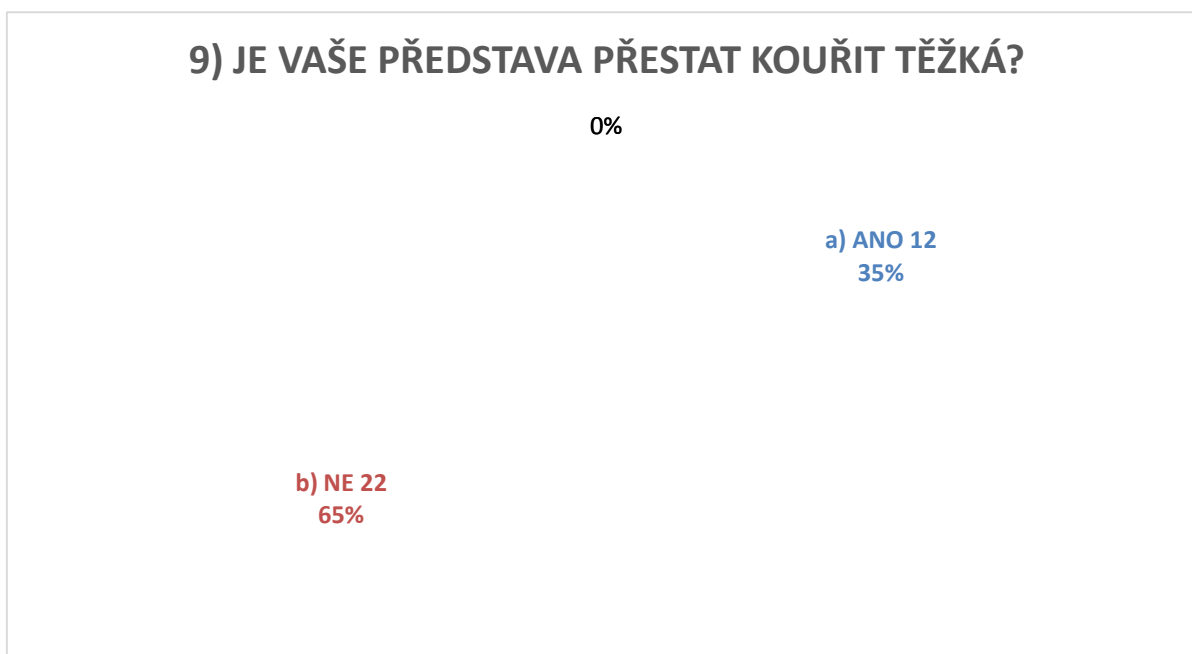 9) JE VAŠE PŘEDSTAVA PŘESTAT KOUŘIT TĚŽKÁ?
0%
a) ANO 12
35%
b) NE 22
65%